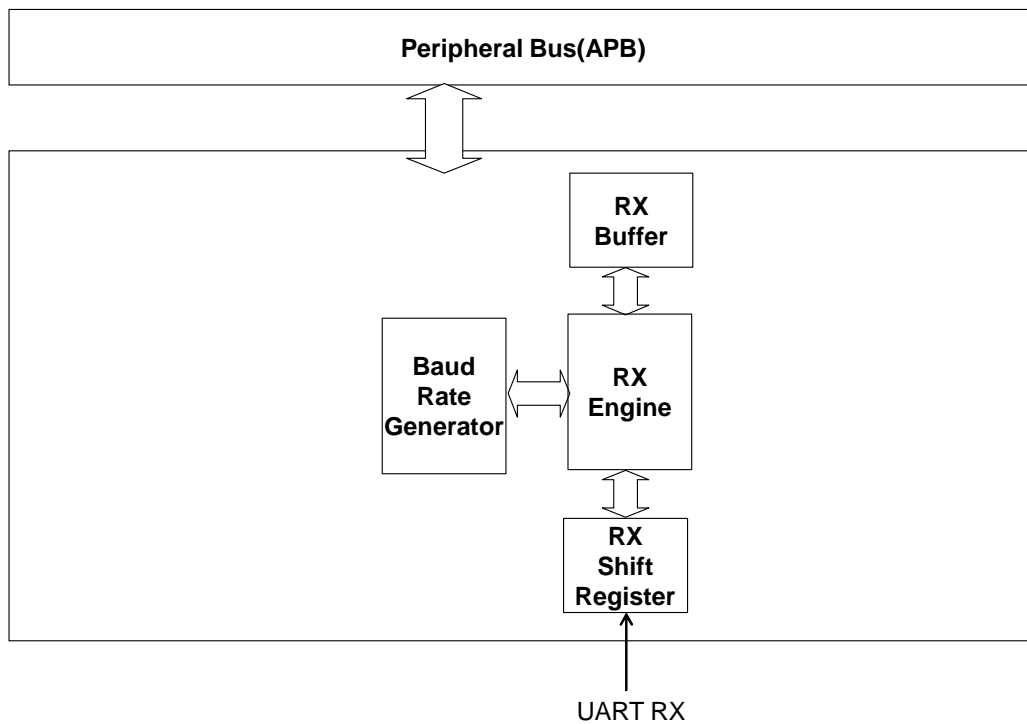 Peripheral Bus(APB)
RX
Buffer
Baud
Rate
Generator
RX
Engine
RX
Shift
Register
UART RX